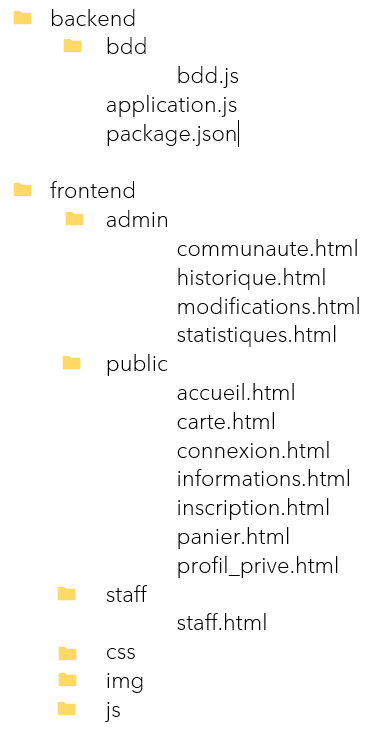 backend
bdd
bdd.js
application.js
package.json
frontend
admin
communaute.html
historique.html
modifications.html
statistiques.html
public
accueil.html
carte.html
connexion.html
informations.html
inscription.html
panier.html
profil_prive.html
staff
staff.html
css
img
js